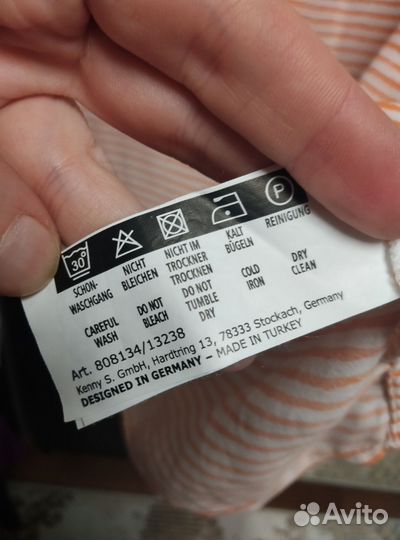 30° P
SCHON- NICHT NICHT IM KALT REINIGUNG
WASCHGANG BLEICHEN TROCKNER BÜGELN
TROCKNEN
CAREFUL DO NOT DO NOT COLD DRY
WASH BLEACH TUMBLE IRON CLEAN
DRY
Art. 808134/13238
Kenny S. GmbH, Hardtring 13, 78333 Stockach, Germany
DESIGNED IN GERMANY – MADE IN TURKEY
Avito